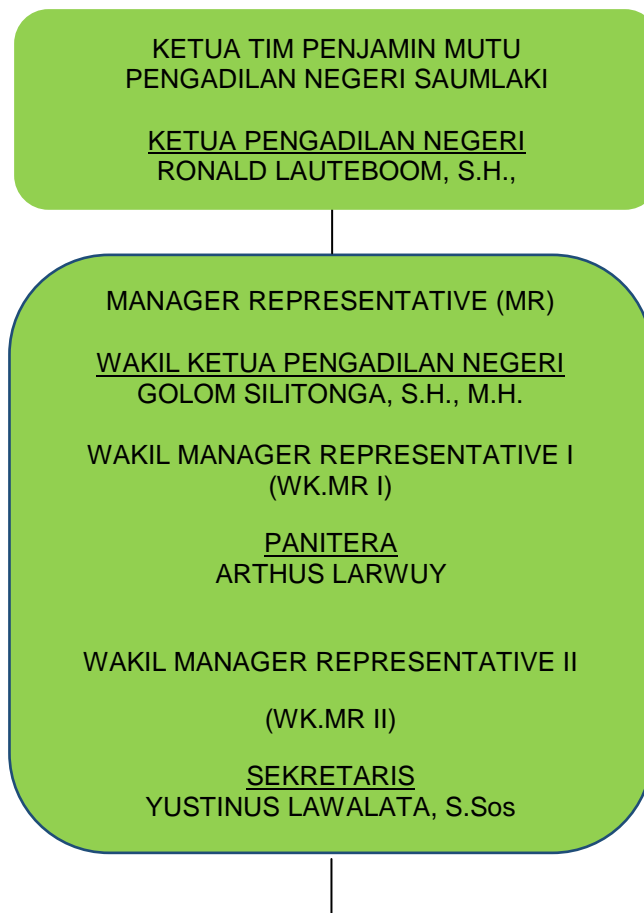 KETUA TIM PENJAMIN MUTU
PENGADILAN NEGERI SAUMLAKI
KETUA PENGADILAN NEGERI
RONALD LAUTEBOOM, S.H.,
MANAGER REPRESENTATIVE (MR)
WAKIL KETUA PENGADILAN NEGERI
GOLOM SILITONGA, S.H., M.H.
WAKIL MANAGER REPRESENTATIVE I
(WK.MR I)
PANITERA
ARTHUS LARWUY
WAKIL MANAGER REPRESENTATIVE II
(WK.MR II)
SEKRETARIS
YUSTINUS LAWALATA, S.Sos